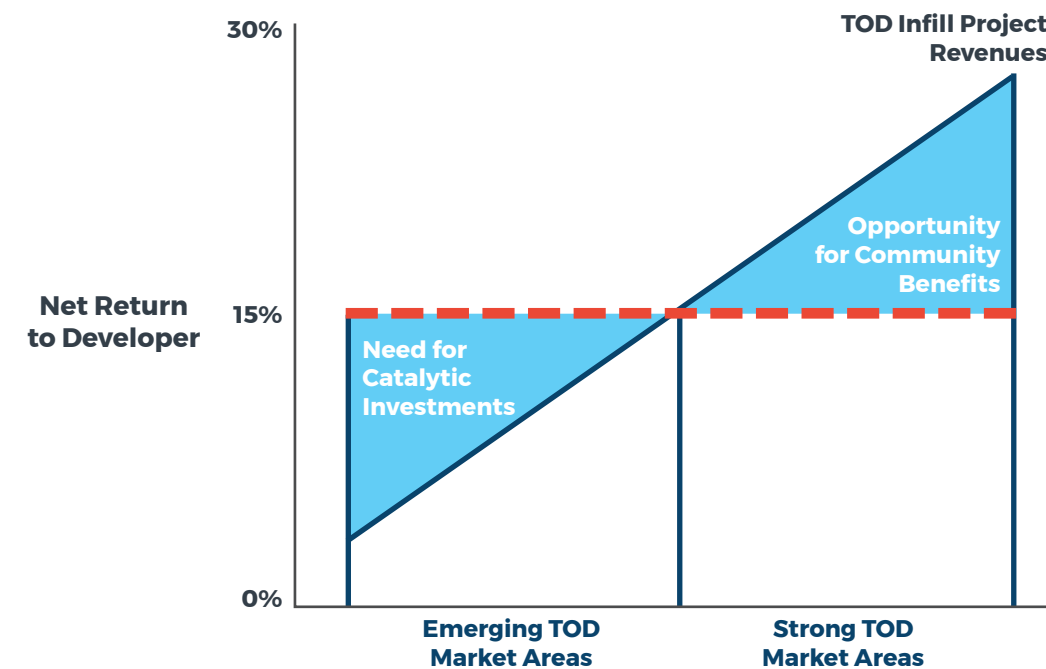 30%
TOD Infill Project
Revenues
Opportunity
for Community
Benefits
Net Return
to Developer
15%
Need for
Catalytic
Investments
0%
Emerging TOD
Market Areas
Strong TOD
Market Areas